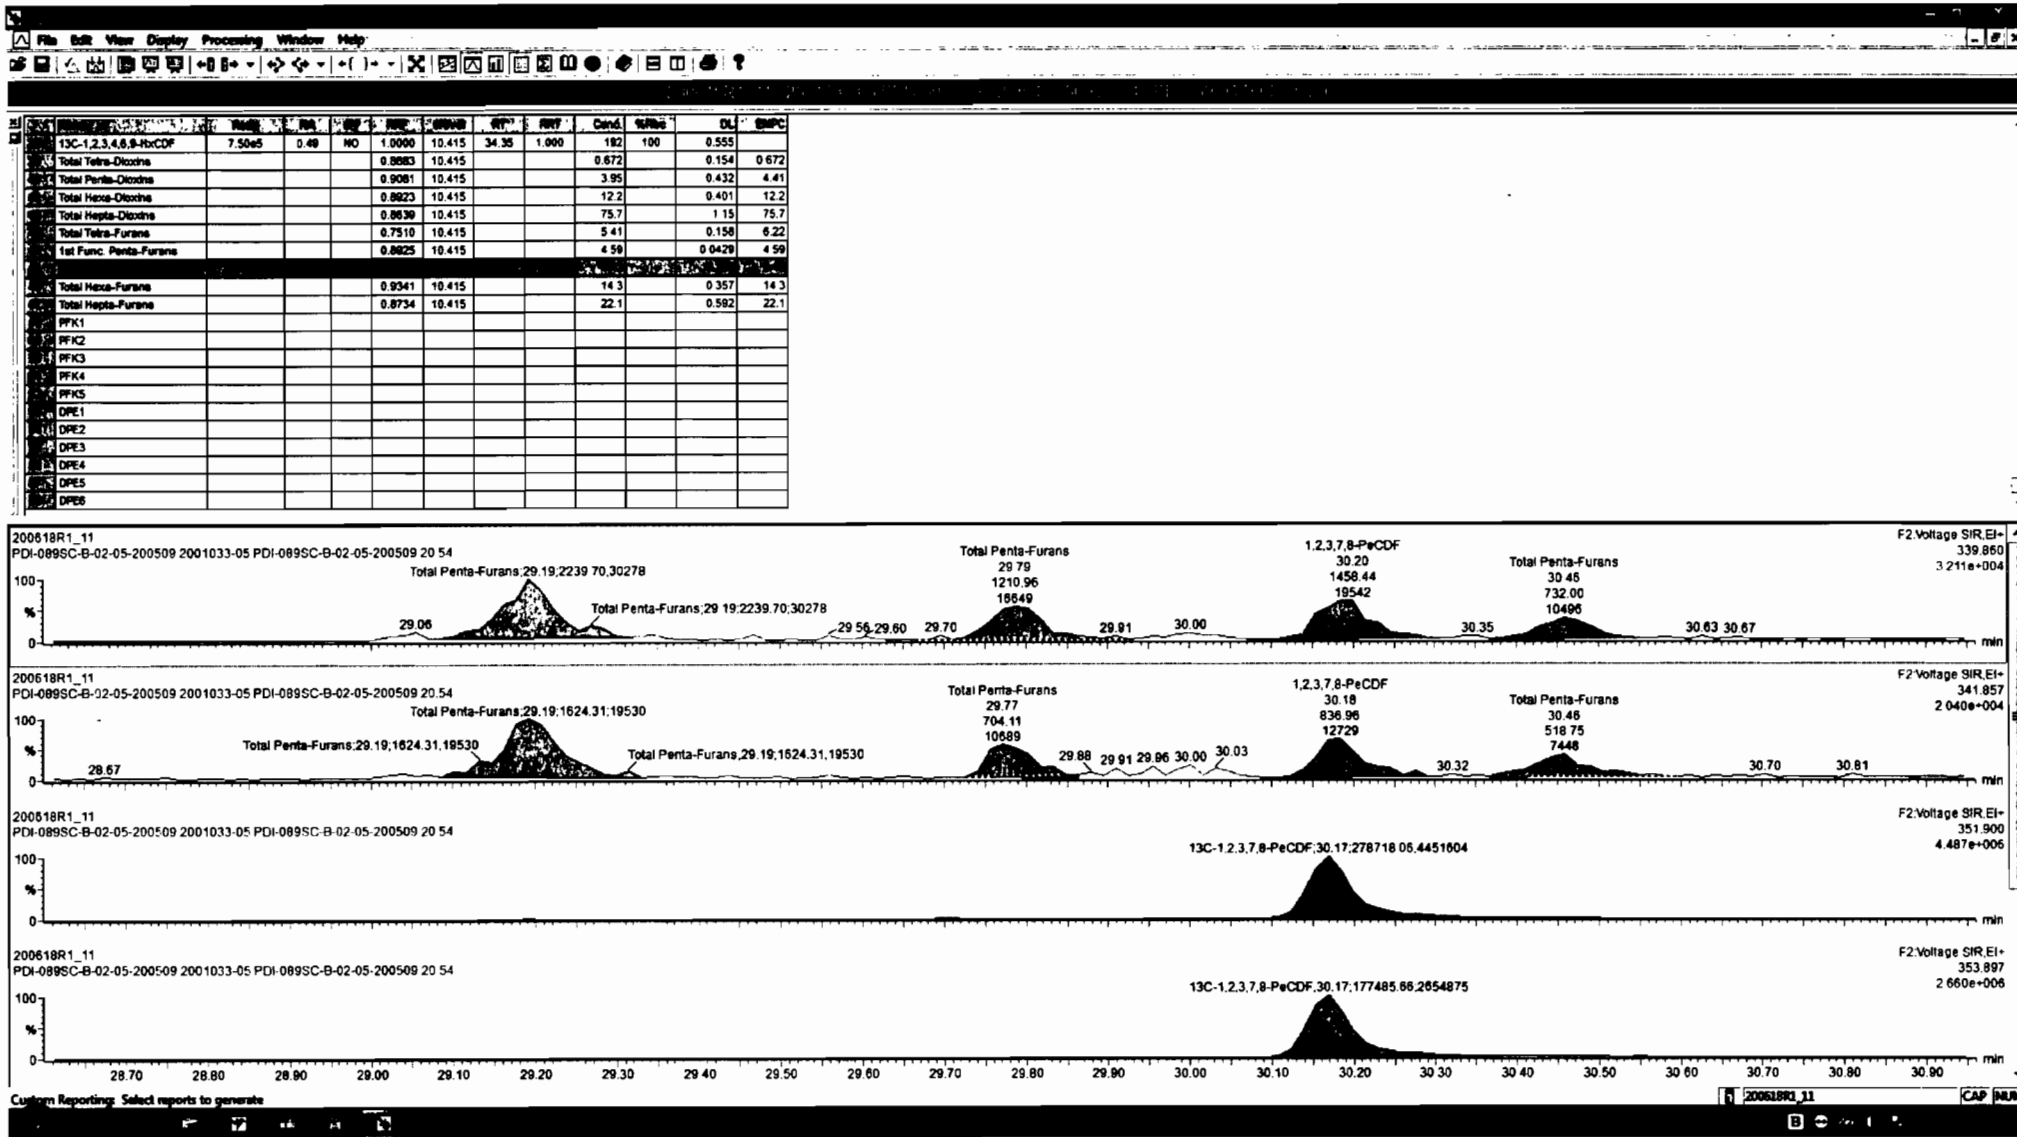 File Edit View Display Processing Window Help
RT RRT Conc. %Rec DL EMPC
13C-1,2,3,4,6,9-HxCDF 7.50e5 0.49 NO 1.0000 10.415 34.35 1.000 192 100 0.555
Total Tetra-Dioxins 0.8683 10.415 0.672 0.154 0 672
Total Penta-Dioxins 0.9081 10.415 3.95 0.432 4.41
Total Hexa-Dioxins 0.8923 10.415 12.2 0.401 12.2
Total Hepta-Dioxins 0.8639 10.415 75.7 1 15 75.7
Total Tetra-Furans 0.7510 10.415 5 41 0.158 6.22
1st Func. Penta-Furans 0.8925 10.415 4 59 0 0429 4 59
Total Hexa-Furans 0.9341 10.415 14 3 0 357 14 3
Total Hepta-Furans 0.8734 10.415 22.1 0.592 22.1
PFK1
PFK2
PFK3
PFK4
PFK5
DPE1
DPE2
DPE3
DPE4
DPE5
DPE6
200618R1_11 F2:Voltage SIR,EI+
PDI-089SC-B-02-05-200509 2001033-05 PDI-089SC-B-02-05-200509 20 54 339.860
3 211e+004
Total Penta-Furans;29.19;2239 70,30278
Total Penta-Furans;29 19;2239.70;30278
Total Penta-Furans
29 79
1210.96
16649
1,2,3,7,8-PeCDF
30.20
1458.44
19542
Total Penta-Furans
30 46
732.00
10496
100
%
0
29.06 29 56 29.60 29.70 29.91 30.00 30.35 30.63 30.67
min
200618R1_11 F2:Voltage SIR,EI+
PDI-089SC-B-02-05-200509 2001033-05 PDI-089SC-B-02-05-200509 20.54 341.857
2 040e+004
Total Penta-Furans;29.19;1624.31;19530
Total Penta-Furans;29.19;1624.31,19530
Total Penta-Furans,29.19;1624.31,19530
Total Penta-Furans
29.77
704.11
10689
1,2,3,7,8-PeCDF
30.18
836.96
12729
Total Penta-Furans
30.46
518 75
7448
100
%
0
28.67 29.88 29 91 29.96 30.00 30.03 30.32 30.70 30.81
min
200618R1_11 F2:Voltage SIR,EI+
PDI-089SC-B-02-05-200509 2001033-05 PDI-089SC-B-02-05-200509 20 54 351.900
4.487e+006
13C-1,2,3,7,8-PeCDF;30.17;278718 06,4451604
100
%
0
min
200618R1_11 F2:Voltage SIR,EI+
PDI-089SC-B-02-05-200509 2001033-05 PDI-089SC-B-02-05-200509 20 54 353.897
2 660e+006
13C-1,2,3,7,8-PeCDF,30.17;177485.66;2654875
100
%
0
min
28.70 28.80 28.90 29.00 29.10 29.20 29.30 29 40 29.50 29.60 29.70 29.80 29.90 30.00 30.10 30.20 30 30 30 40 30.50 30 60 30.70 30.80 30.90
Custom Reporting: Select reports to generate 200618R1_11 CAP NUM